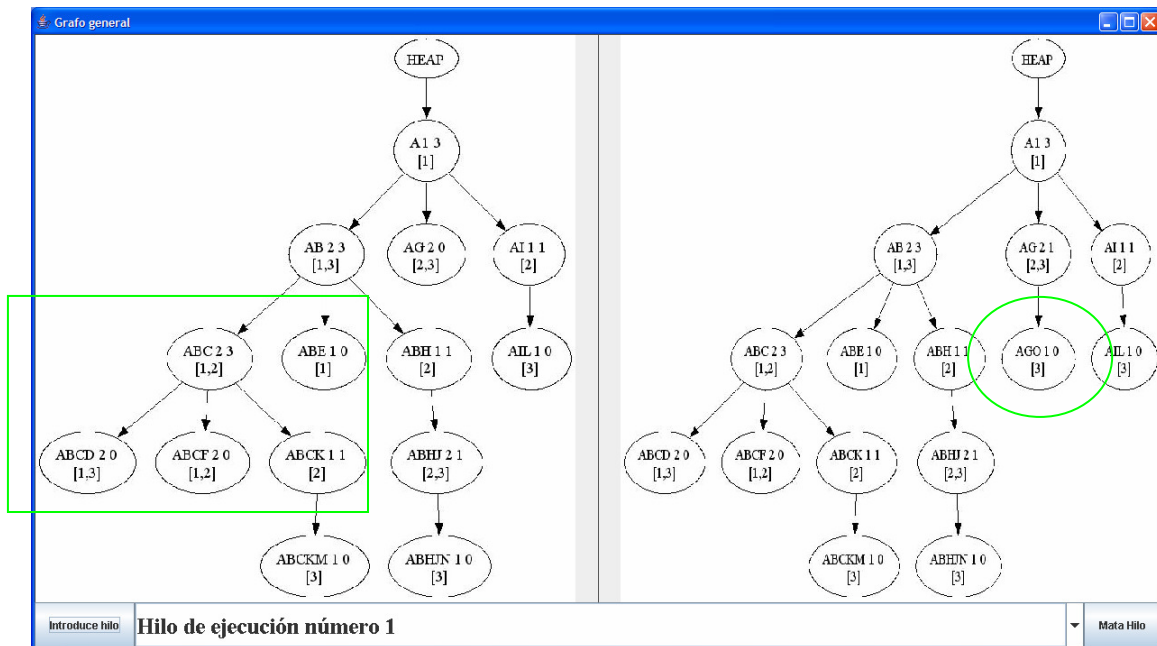 Grafo general
HEAP
A 1 3
[1]
AB 2 3
[1,3]
AG 2 0
[2,3]
AI 1 1
[2]
ABC 2 3
[1,2]
ABE 1 0
[1]
ABH 1 1
[2]
AIL 1 0
[3]
ABCD 2 0
[1,3]
ABCF 2 0
[1,2]
ABCK 1 1
[2]
ABHJ 2 1
[2,3]
ABCKM 1 0
[3]
ABHJN 1 0
[3]
HEAP
A 1 3
[1]
AB 2 3
[1,3]
AG 2 1
[2,3]
AI 1 1
[2]
ABC 2 3
[1,2]
ABE 1 0
[1]
ABH 1 1
[2]
AGO 1 0
[3]
AIL 1 0
[3]
ABCD 2 0
[1,3]
ABCF 2 0
[1,2]
ABCK 1 1
[2]
ABHJ 2 1
[2,3]
ABCKM 1 0
[3]
ABHJN 1 0
[3]
Introduce hilo
Hilo de ejecución número 1
Mata Hilo